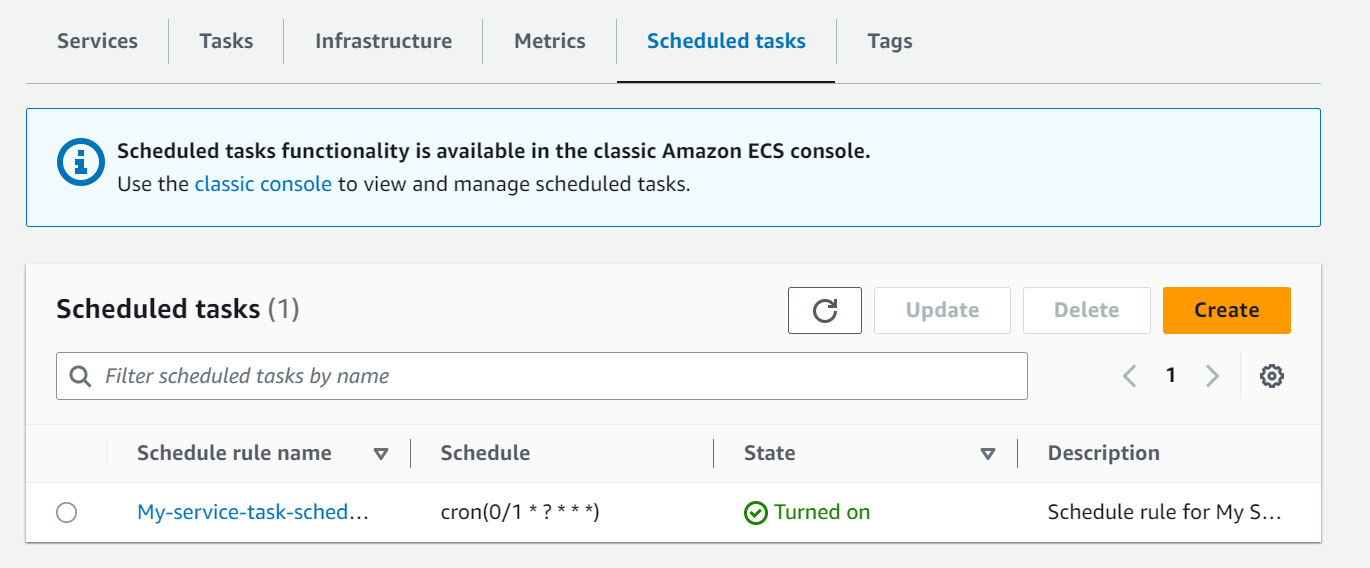 Services Tasks Infrastructure Metrics Scheduled tasks Tags
Scheduled tasks functionality is available in the classic Amazon ECS console.
Use the classic console to view and manage scheduled tasks.
Scheduled tasks (1) Update Delete Create
Filter scheduled tasks by name 1
Schedule rule name Schedule State Description
My-service-task-sched... cron(0/1 * ? * * *) Turned on Schedule rule for My S...